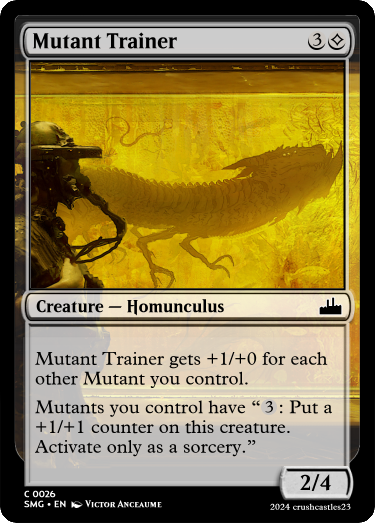 Mutant Trainer 3
Creature — Homunculus
Mutant Trainer gets +1/+0 for each
other Mutant you control.
Mutants you control have “3: Put a
+1/+1 counter on this creature.
Activate only as a sorcery.”
2/4
C 0026
SMG • EN Victor Anceaume
2024 crushcastles23